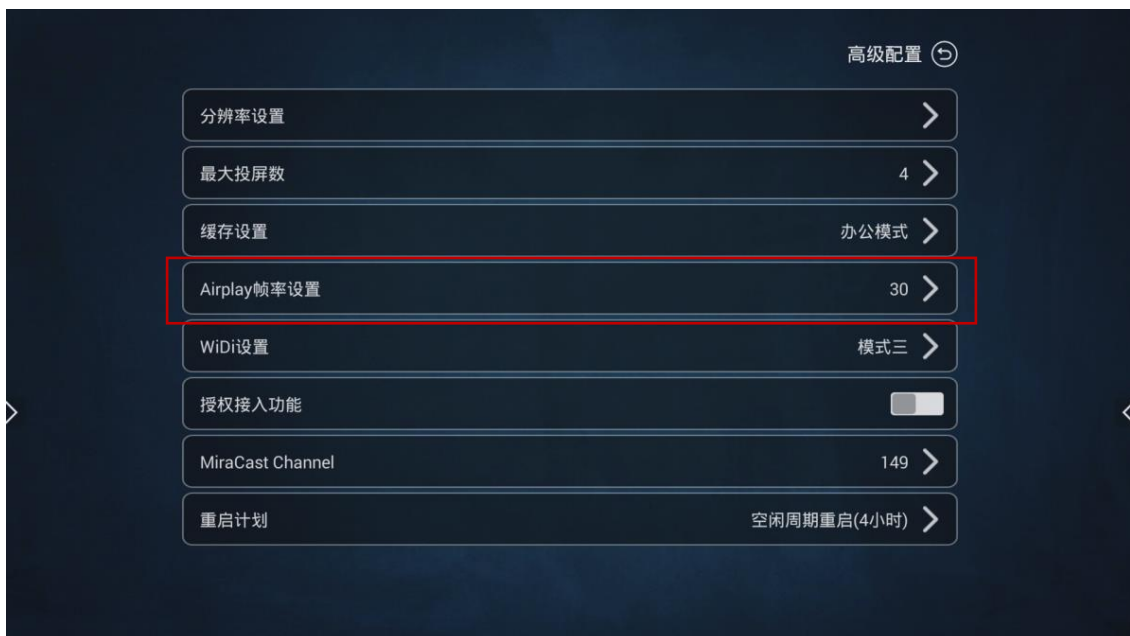 高级配置
分辨率设置
最大投屏数 4
缓存设置 办公模式
Airplay帧率设置 30
WiDi设置 模式三
授权接入功能
MiraCast Channel 149
重启计划 空闲周期重启(4小时)